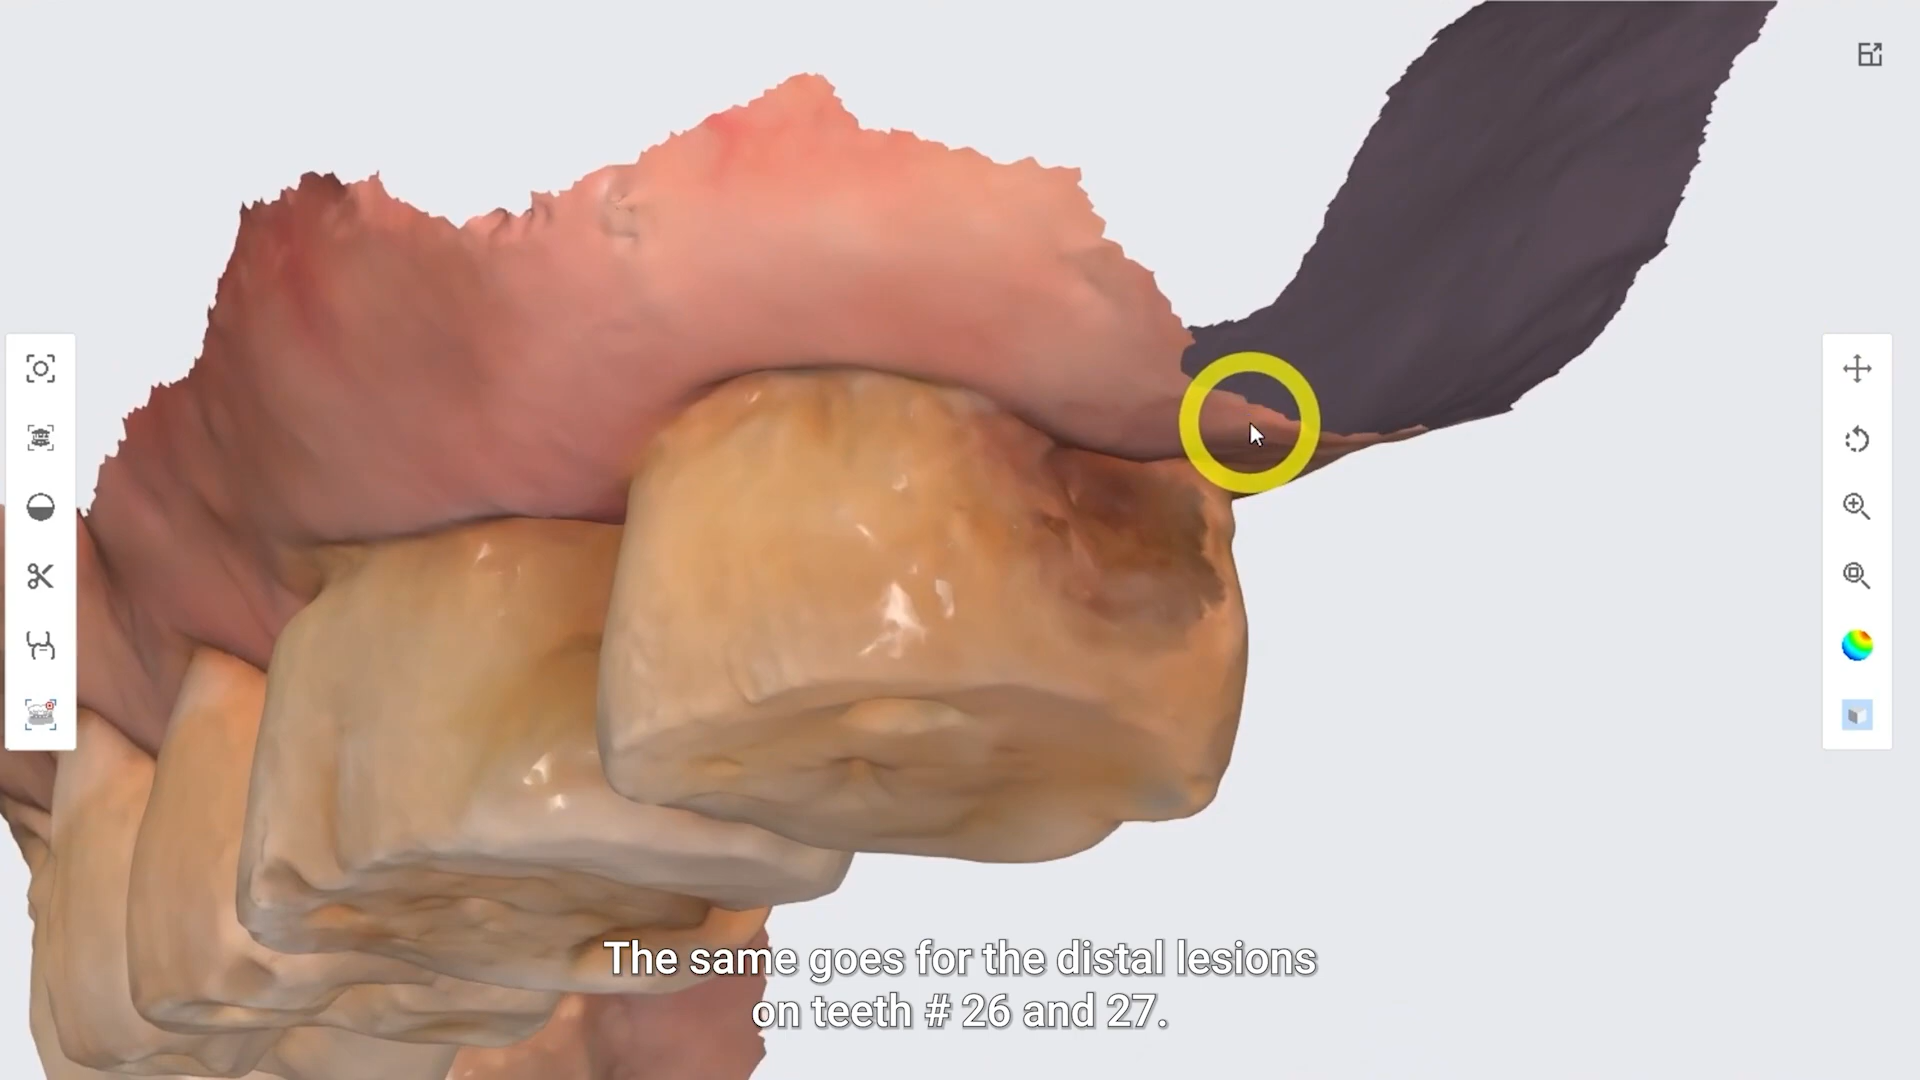 The same goes for the distal lesions
on teeth # 26 and 27.